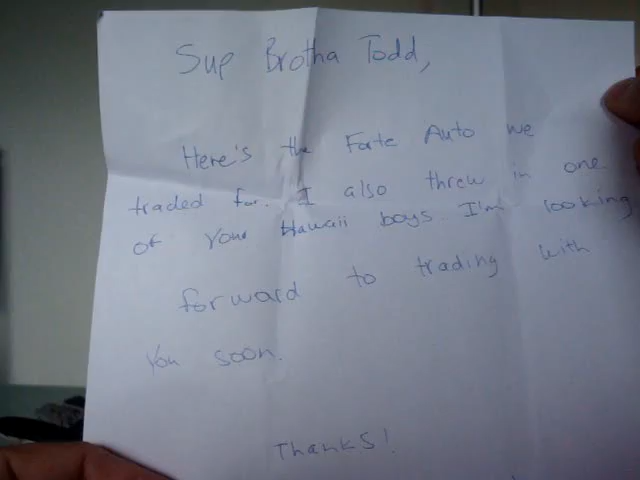 Sup Brotha Todd,
Here's the Forte Auto we
traded for. I also threw in one
of your Hawaii boys. I'm looking
forward to trading with
you soon.
Thanks!